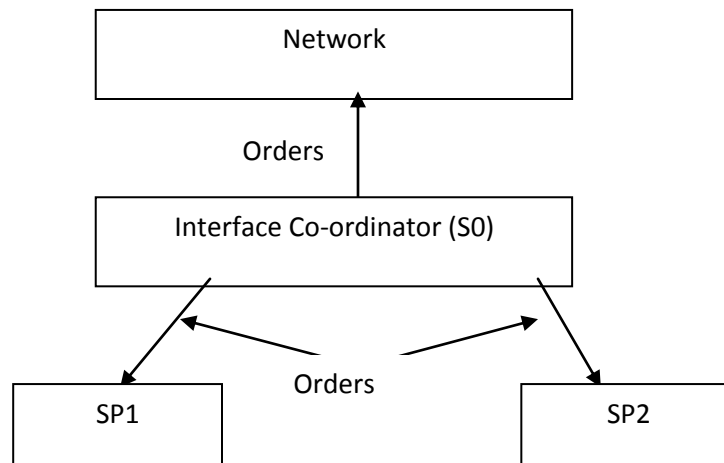 Network
Orders
Interface Co-ordinator (S0)
Orders
SP1
SP2